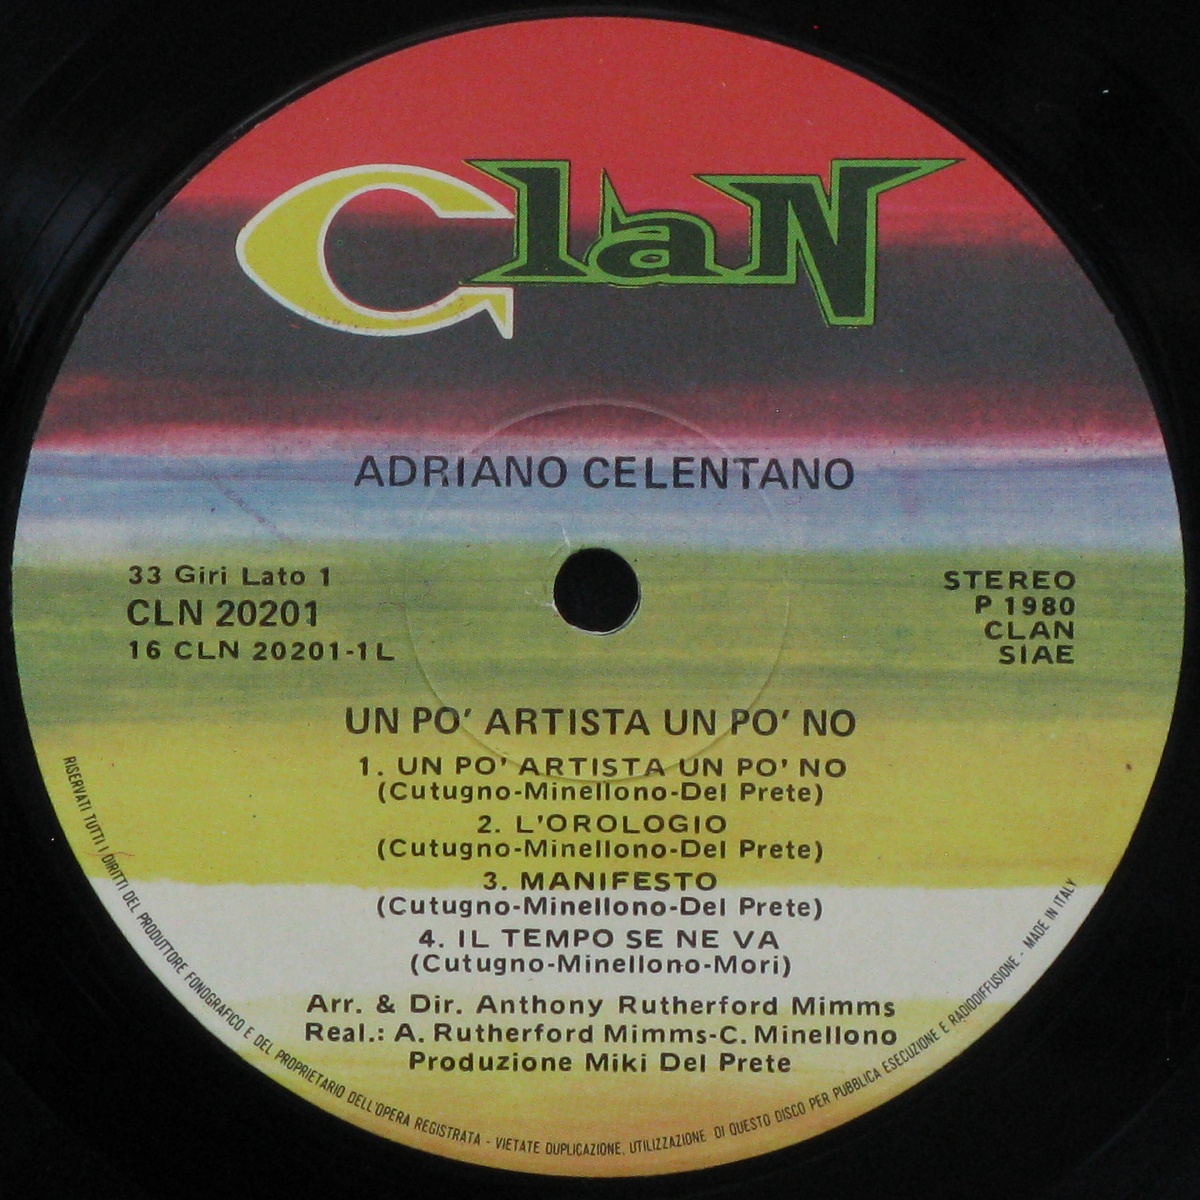 Clan
ADRIANO CELENTANO
33 Giri Lato 1
CLN 20201
16 CLN 20201-1L
STEREO
P 1980
CLAN
SIAE
UN PO' ARTISTA UN PO' NO
1. UN PO' ARTISTA UN PO' NO
(Cutugno-Minellono-Del Prete)
2. L'OROLOGIO
(Cutugno-Minellono-Del Prete)
3. MANIFESTO
(Cutugno-Minellono-Del Prete)
4. IL TEMPO SE NE VA
(Cutugno-Minellono-Mori)
Arr. & Dir. Anthony Rutherford Mimms
Real.: A. Rutherford Mimms-C. Minellono
Produzione Miki Del Prete
RISERVATI TUTTI I DIRITTI DEL PRODUTTORE FONOGRAFICO E DEL PROPRIETARIO DELL'OPERA REGISTRATA - VIETATE DUPLICAZIONE, UTILIZZAZIONE DI QUESTO DISCO PER PUBBLICA ESECUZIONE E RADIODIFFUSIONE - MADE IN ITALY